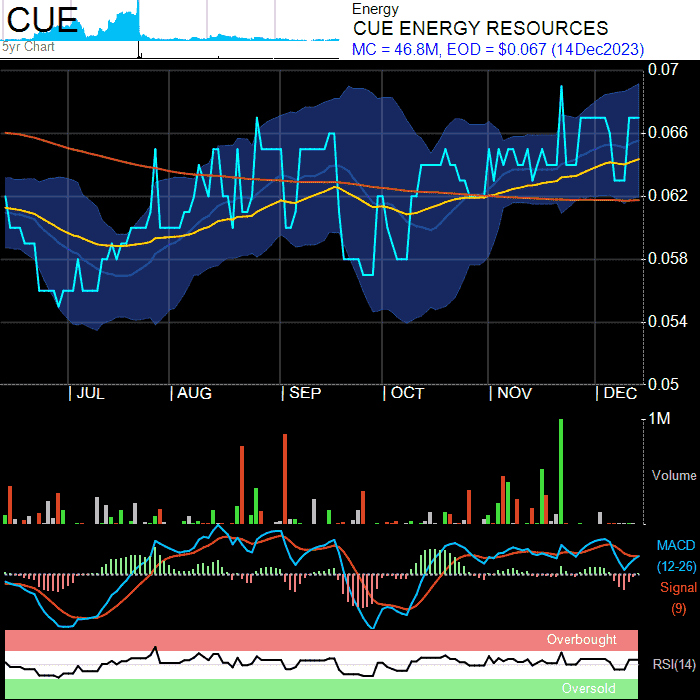 CUE
5yr Chart
Energy
CUE ENERGY RESOURCES
MC = 46.8M, EOD = $0.067 (14Dec2023)
0.07
0.066
0.062
0.058
0.054
0.05
| JUL | AUG | SEP | OCT | NOV | DEC
1M
Volume
MACD
(12-26)
Signal
(9)
Overbought
RSI(14)
Oversold